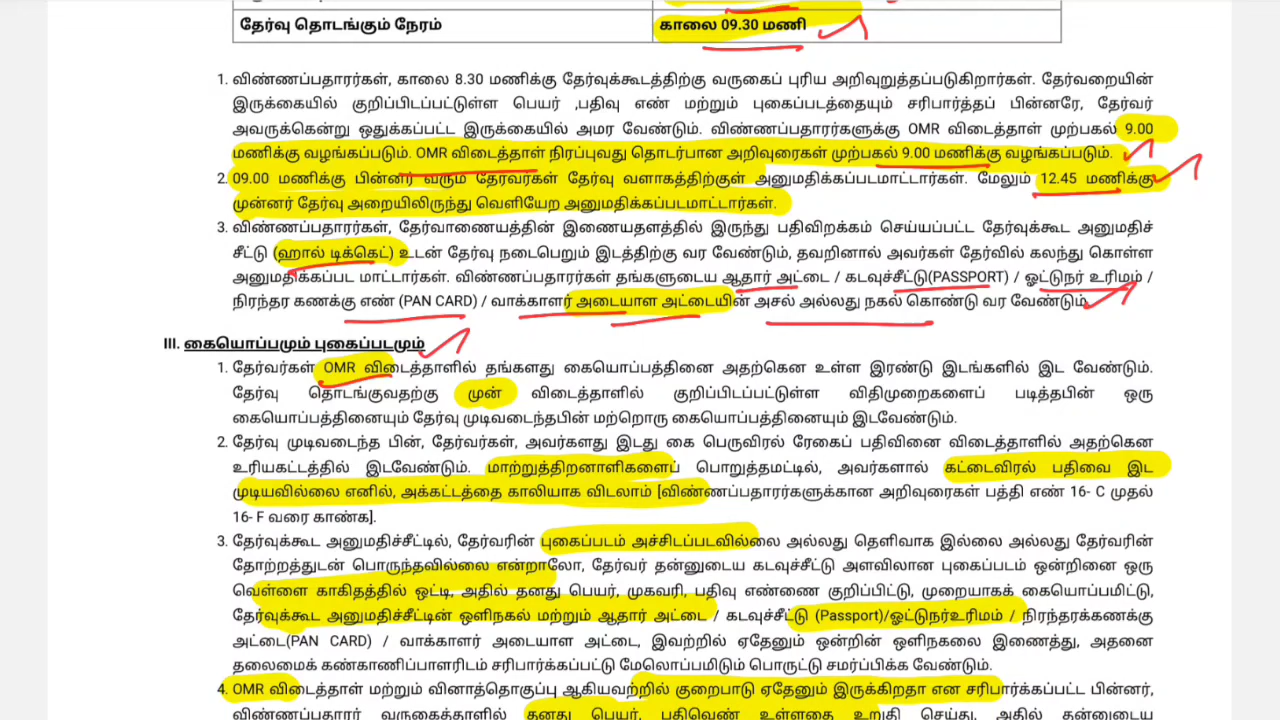 தேர்வு தொடங்கும் நேரம் காலை 09.30 மணி
1. விண்ணப்பதாரர்கள், காலை 8.30 மணிக்கு தேர்வுக்கூடத்திற்கு வருகைப் புரிய அறிவுறுத்தப்படுகிறார்கள். தேர்வறையின்
இருக்கையில் குறிப்பிடப்பட்டுள்ள பெயர் ,பதிவு எண் மற்றும் புகைப்படத்தையும் சரிபார்த்தப் பின்னரே, தேர்வர்
அவருக்கென்று ஒதுக்கப்பட்ட இருக்கையில் அமர வேண்டும். விண்ணப்பதாரர்களுக்கு OMR விடைத்தாள் முற்பகல் 9.00
மணிக்கு வழங்கப்படும். OMR விடைத்தாள் நிரப்புவது தொடர்பான அறிவுரைகள் முற்பகல் 9.00 மணிக்கு வழங்கப்படும்.
2. 09.00 மணிக்கு பின்னர் வரும் தேர்வர்கள் தேர்வு வளாகத்திற்குள் அனுமதிக்கப்படமாட்டார்கள். மேலும் 12.45 மணிக்கு
முன்னர் தேர்வு அறையிலிருந்து வெளியேற அனுமதிக்கப்படமாட்டார்கள்.
3. விண்ணப்பதாரர்கள், தேர்வாணையத்தின் இணையதளத்தில் இருந்து பதிவிறக்கம் செய்யப்பட்ட தேர்வுக்கூட அனுமதிச்
சீட்டு (ஹால் டிக்கெட்) உடன் தேர்வு நடைபெறும் இடத்திற்கு வர வேண்டும், தவறினால் அவர்கள் தேர்வில் கலந்து கொள்ள
அனுமதிக்கப்பட மாட்டார்கள். விண்ணப்பதாரர்கள் தங்களுடைய ஆதார் அட்டை / கடவுச்சீட்டு(PASSPORT) / ஓட்டுநர் உரிமம் /
நிரந்தர கணக்கு எண் (PAN CARD) / வாக்காளர் அடையாள அட்டையின் அசல் அல்லது நகல் கொண்டு வர வேண்டும்.
III. கையொப்பமும் புகைப்படமும்
1. தேர்வர்கள் OMR விடைத்தாளில் தங்களது கையொப்பத்தினை அதற்கென உள்ள இரண்டு இடங்களில் இட வேண்டும்.
தேர்வு தொடங்குவதற்கு முன் விடைத்தாளில் குறிப்பிடப்பட்டுள்ள விதிமுறைகளைப் படித்தபின் ஒரு
கையொப்பத்தினையும் தேர்வு முடிவடைந்தபின் மற்றொரு கையொப்பத்தினையும் இடவேண்டும்.
2. தேர்வு முடிவடைந்த பின், தேர்வர்கள், அவர்களது இடது கை பெருவிரல் ரேகைப் பதிவினை விடைத்தாளில் அதற்கென
உரியகட்டத்தில் இடவேண்டும். மாற்றுத்திறனாளிகளைப் பொறுத்தமட்டில், அவர்களால் கட்டைவிரல் பதிவை இட
முடியவில்லை எனில், அக்கட்டத்தை காலியாக விடலாம் [விண்ணப்பதாரர்களுக்கான அறிவுரைகள் பத்தி எண் 16- C முதல்
16- F வரை காண்க].
3. தேர்வுக்கூட அனுமதிச்சீட்டில், தேர்வரின் புகைப்படம் அச்சிடப்படவில்லை அல்லது தெளிவாக இல்லை அல்லது தேர்வரின்
தோற்றத்துடன் பொருந்தவில்லை என்றாலோ, தேர்வர் தன்னுடைய கடவுச்சீட்டு அளவிலான புகைப்படம் ஒன்றினை ஒரு
வெள்ளை காகிதத்தில் ஒட்டி, அதில் தனது பெயர், முகவரி, பதிவு எண்ணை குறிப்பிட்டு, முறையாகக் கையொப்பமிட்டு,
தேர்வுக்கூட அனுமதிச்சீட்டின் ஒளிநகல் மற்றும் ஆதார் அட்டை / கடவுச்சீட்டு (Passport)/ஓட்டுநர்உரிமம் / நிரந்தரக்கணக்கு
அட்டை(PAN CARD) / வாக்காளர் அடையாள அட்டை, இவற்றில் ஏதேனும் ஒன்றின் ஒளிநகலை இணைத்து, அதனை
தலைமைக் கண்காணிப்பாளரிடம் சரிபார்க்கப்பட்டு மேலொப்பமிடும் பொருட்டு சமர்ப்பிக்க வேண்டும்.
4. OMR விடைத்தாள் மற்றும் வினாத்தொகுப்பு ஆகியவற்றில் குறைபாடு ஏதேனும் இருக்கிறதா என சரிபார்க்கப்பட்ட பின்னர்,
விண்ணப்பதாரர் வருகைத்தாளில் தனது பெயர், பதிவெண் உள்ளதை உறுதி செய்து, அதில் தன்னுடைய